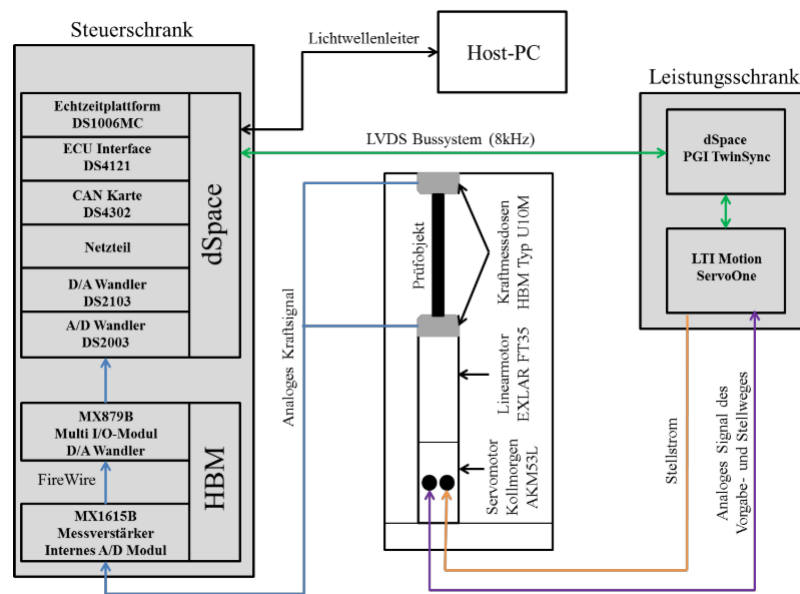 Steuerschrank
Echtzeitplattform
DS1006MC
ECU Interface
DS4121
CAN Karte
DS4302
Netzteil
D/A Wandler
DS2103
A/D Wandler
DS2003
dSpace
MX879B
Multi I/O-Modul
D/A Wandler
HBM
FireWire
MX1615B
Messverstärker
Internes A/D Modul
Lichtwellenleiter
Host-PC
LVDS Bussystem (8kHz)
Analoges Kraftsignal
Prüfobjekt
Kraftmessdosen
HBM Typ U10M
Linearmotor
EXLAR FT35
Servomotor
Kollmorgen
AKM53L
Leistungsschrank
dSpace
PGI TwinSync
LTI Motion
ServoOne
Stellstrom
Analoges Signal des
Vorgabe- und Stellweges